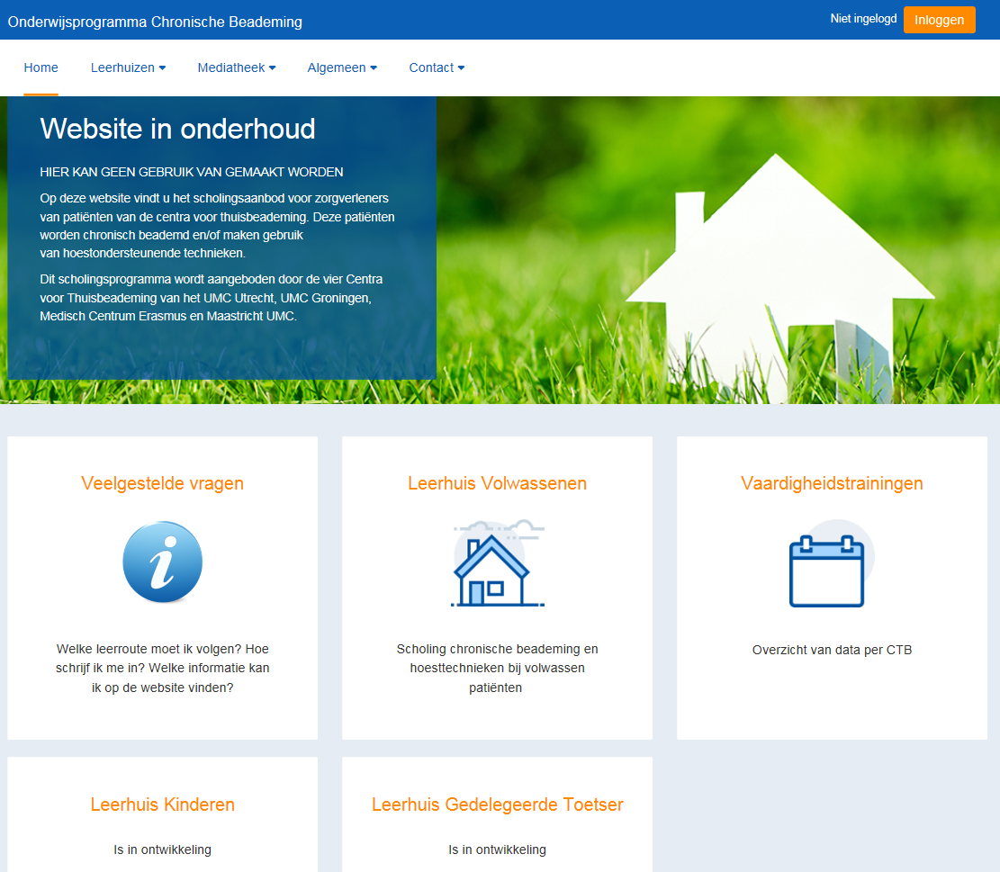 Onderwijsprogramma Chronische Beademing
Niet ingelogd
Inloggen
Home
Leerhuizen
Mediatheek
Algemeen
Contact
Website in onderhoud
HIER KAN GEEN GEBRUIK VAN GEMAAKT WORDEN
Op deze website vindt u het scholingsaanbod voor zorgverleners
van patiënten van de centra voor thuisbeademing. Deze patiënten
worden chronisch beademd en/of maken gebruik
van hoestondersteunende technieken.
Dit scholingsprogramma wordt aangeboden door de vier Centra
voor Thuisbeademing van het UMC Utrecht, UMC Groningen,
Medisch Centrum Erasmus en Maastricht UMC.
Veelgestelde vragen
i
Welke leerroute moet ik volgen? Hoe
schrijf ik me in? Welke informatie kan
ik op de website vinden?
Leerhuis Volwassenen
Scholing chronische beademing en
hoesttechnieken bij volwassen
patiënten
Vaardigheidstrainingen
Overzicht van data per CTB
Leerhuis Kinderen
Is in ontwikkeling
Leerhuis Gedelegeerde Toetser
Is in ontwikkeling